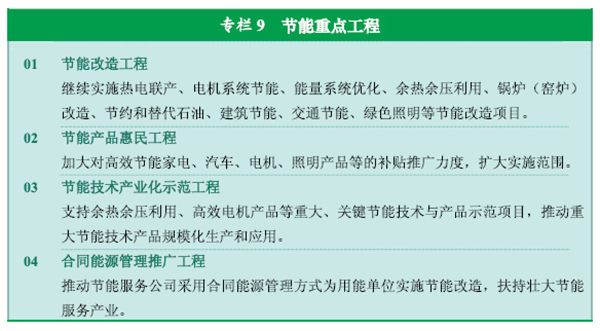 专栏 9 节能重点工程
01 节能改造工程
继续实施热电联产、电机系统节能、能量系统优化、余热余压利用、锅炉（窑炉）
改造、节约和替代石油、建筑节能、交通节能、绿色照明等节能改造项目。
02 节能产品惠民工程
加大对高效节能家电、汽车、电机、照明产品等的补贴推广力度，扩大实施范围。
03 节能技术产业化示范工程
支持余热余压利用、高效电机产品等重大、关键节能技术与产品示范项目，推动重
大节能技术产品规模化生产和应用。
04 合同能源管理推广工程
推动节能服务公司采用合同能源管理方式为用能单位实施节能改造，扶持壮大节能
服务产业。